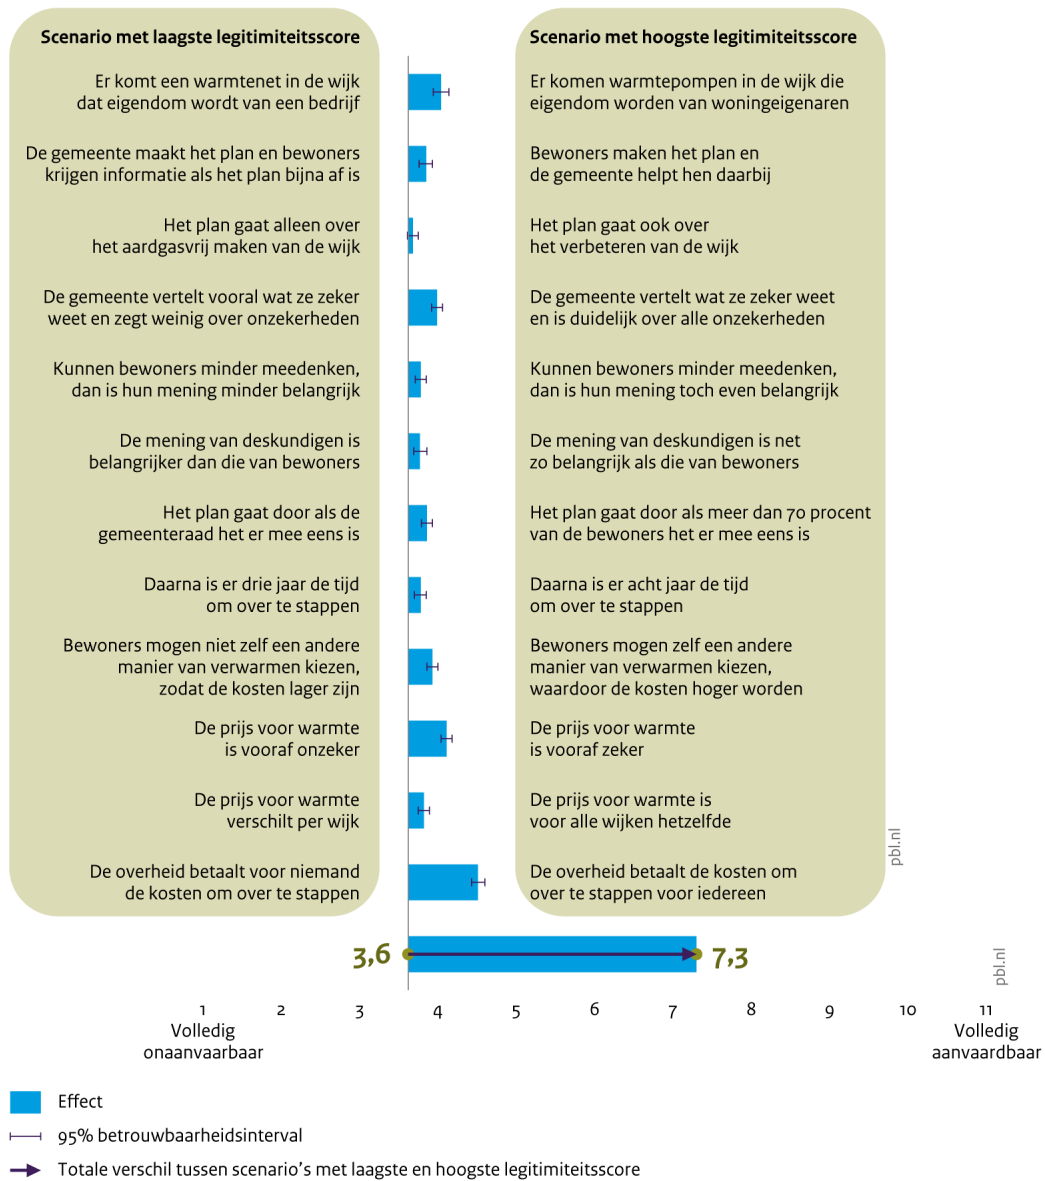 Scenario met laagste legitimiteitsscore
Scenario met hoogste legitimiteitsscore
Er komt een warmtenet in de wijk
dat eigendom wordt van een bedrijf
Er komen warmtepompen in de wijk die
eigendom worden van woningeigenaren
De gemeente maakt het plan en bewoners
krijgen informatie als het plan bijna af is
Bewoners maken het plan en
de gemeente helpt hen daarbij
Het plan gaat alleen over
het aardgasvrij maken van de wijk
Het plan gaat ook over
het verbeteren van de wijk
De gemeente vertelt vooral wat ze zeker
weet en zegt weinig over onzekerheden
De gemeente vertelt wat ze zeker weet
en is duidelijk over alle onzekerheden
Kunnen bewoners minder meedenken,
dan is hun mening minder belangrijk
Kunnen bewoners minder meedenken,
dan is hun mening toch even belangrijk
De mening van deskundigen is
belangrijker dan die van bewoners
De mening van deskundigen is net
zo belangrijk als die van bewoners
Het plan gaat door als de
gemeenteraad het er mee eens is
Het plan gaat door als meer dan 70 procent
van de bewoners het er mee eens is
Daarna is er drie jaar de tijd
om over te stappen
Daarna is er acht jaar de tijd
om over te stappen
Bewoners mogen niet zelf een andere
manier van verwarmen kiezen,
zodat de kosten lager zijn
Bewoners mogen zelf een andere
manier van verwarmen kiezen,
waardoor de kosten hoger worden
De prijs voor warmte
is vooraf onzeker
De prijs voor warmte
is vooraf zeker
De prijs voor warmte
verschilt per wijk
De prijs voor warmte is
voor alle wijken hetzelfde
De overheid betaalt voor niemand
de kosten om over te stappen
De overheid betaalt de kosten om
over te stappen voor iedereen
pbl.nl
3,6
7,3
pbl.nl
1 2 3 4 5 6 7 8 9 10 11
Volledig
onaanvaarbaar
Volledig
aanvaardbaar
Effect
95% betrouwbaarheidsinterval
Totale verschil tussen scenario's met laagste en hoogste legitimiteitsscore